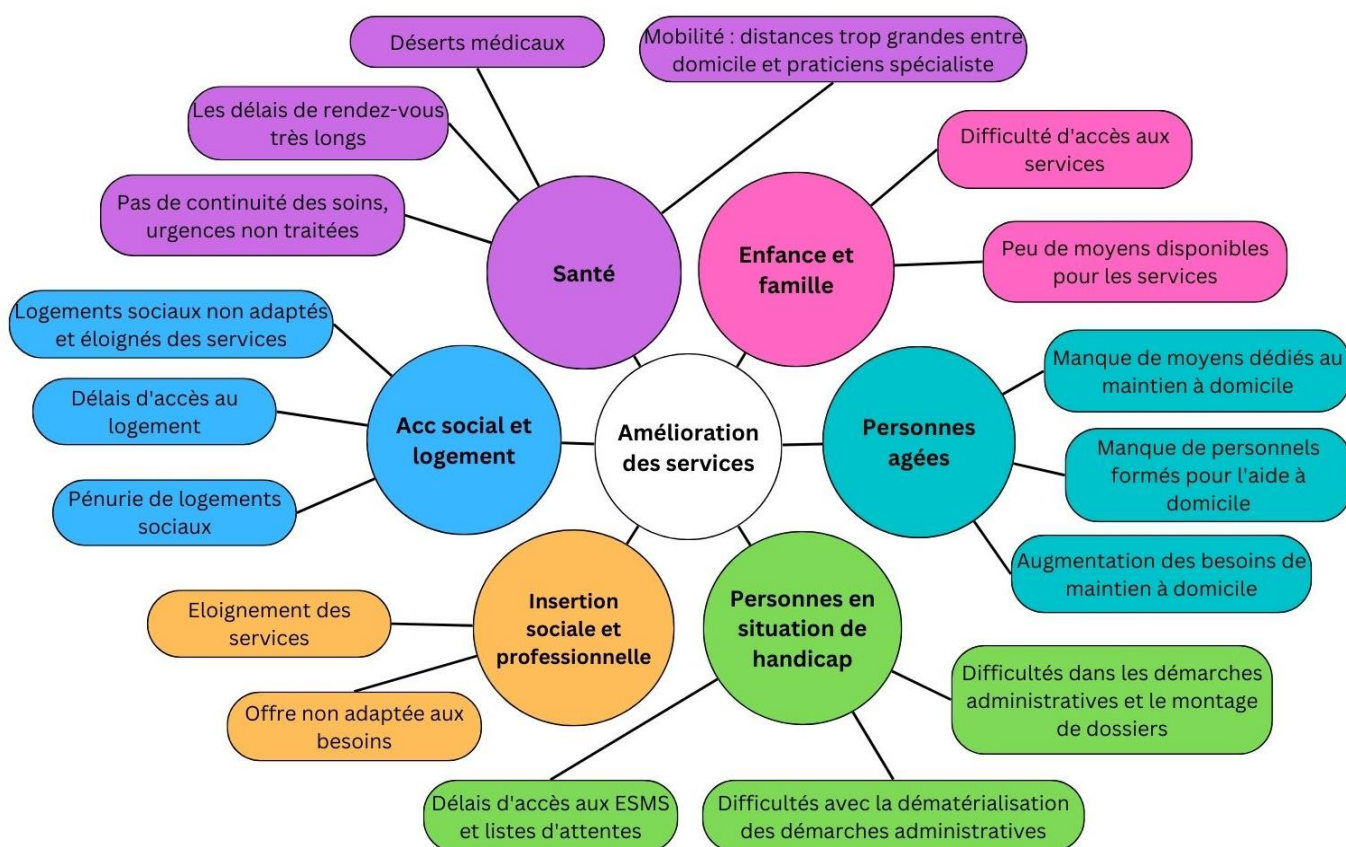 Déserts médicaux
Mobilité : distances trop grandes entre
domicile et praticiens spécialiste
Les délais de rendez-vous
très longs
Pas de continuité des soins,
urgences non traitées
Santé
Difficulté d'accès aux
services
Enfance et
famille
Peu de moyens disponibles
pour les services
Logements sociaux non adaptés
et éloignés des services
Délais d'accès au
logement
Pénurie de logements
sociaux
Acc social et
logement
Amélioration
des services
Personnes
agées
Manque de moyens dédiés au
maintien à domicile
Manque de personnels
formés pour l'aide à
domicile
Augmentation des besoins de
maintien à domicile
Insertion
sociale et
professionnelle
Eloignement des
services
Offre non adaptée aux
besoins
Personnes en
situation de
handicap
Difficultés dans les démarches
administratives et le montage
de dossiers
Délais d'accès aux ESMS
et listes d'attentes
Difficultés avec la dématérialisation
des démarches administratives